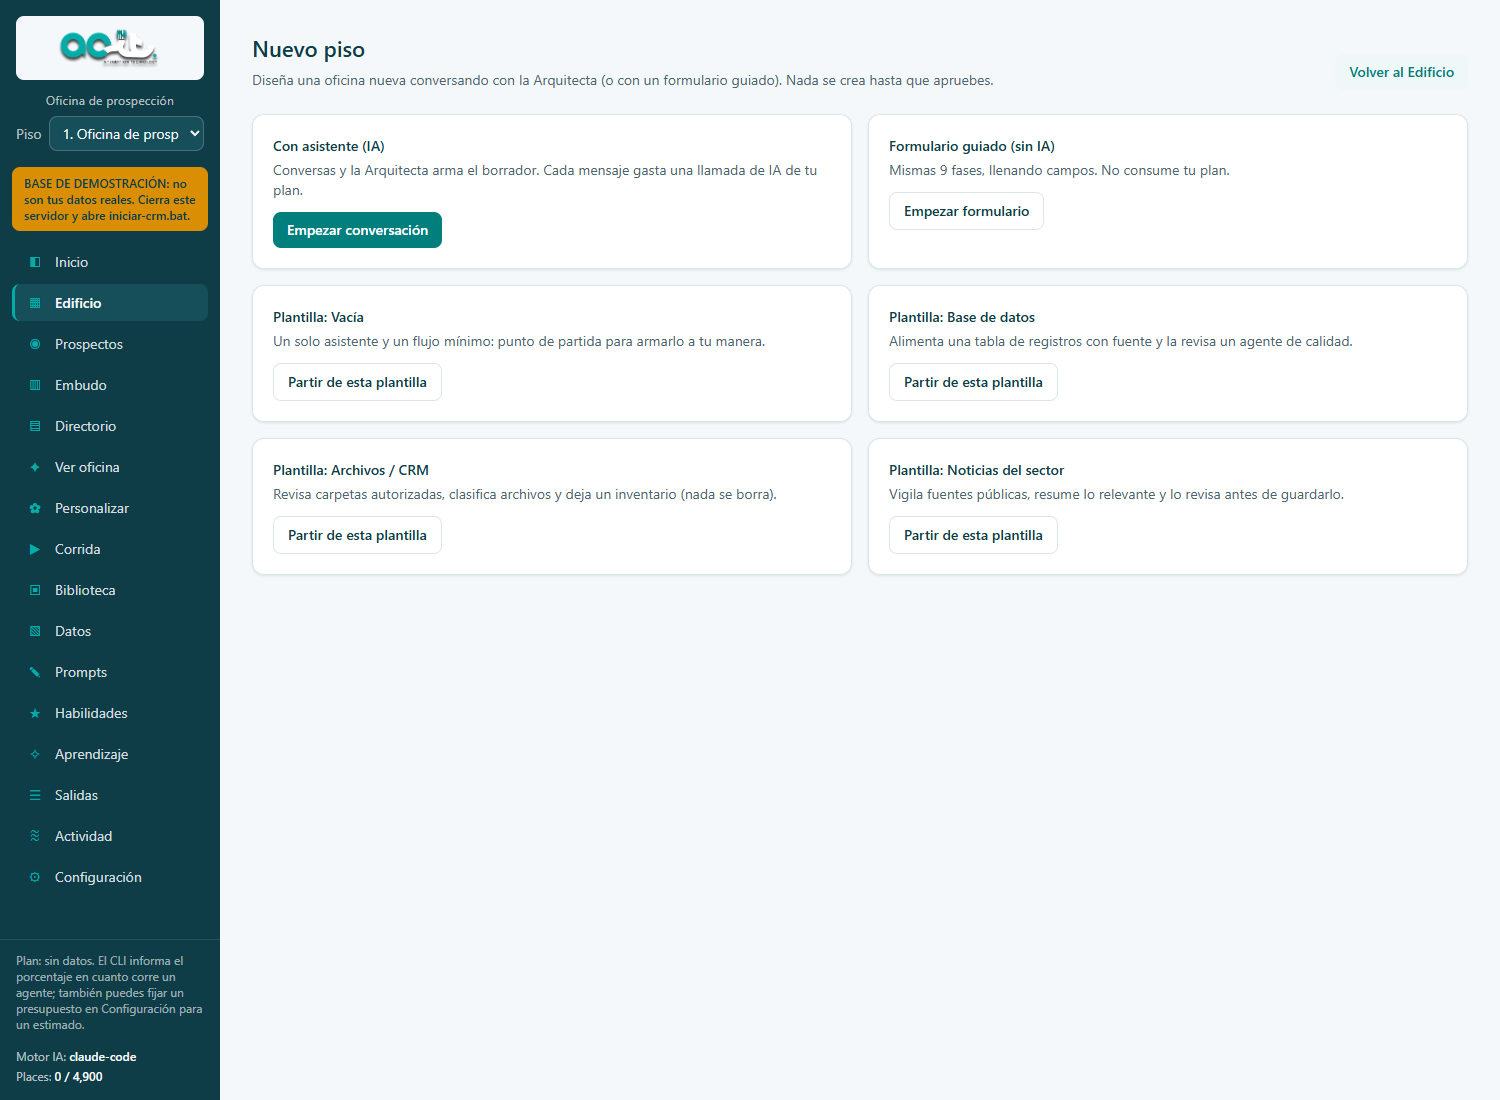 acit
Oficina de prospección
Piso
1. Oficina de prosp
BASE DE DEMOSTRACIÓN: no
son tus datos reales. Cierra este
servidor y abre iniciar-crm.bat.
Inicio
Edificio
Prospectos
Embudo
Directorio
Ver oficina
Personalizar
Corrida
Biblioteca
Datos
Prompts
Habilidades
Aprendizaje
Salidas
Actividad
Configuración
Plan: sin datos. El CLI informa el
porcentaje en cuanto corre un
agente; también puedes fijar un
presupuesto en Configuración para
un estimado.
Motor IA: claude-code
Places: 0 / 4,900
Nuevo piso
Diseña una oficina nueva conversando con la Arquitecta (o con un formulario guiado). Nada se crea hasta que apruebes.
Volver al Edificio
Con asistente (IA)
Conversas y la Arquitecta arma el borrador. Cada mensaje gasta una llamada de IA de tu
plan.
Empezar conversación
Formulario guiado (sin IA)
Mismas 9 fases, llenando campos. No consume tu plan.
Empezar formulario
Plantilla: Vacía
Un solo asistente y un flujo mínimo: punto de partida para armarlo a tu manera.
Partir de esta plantilla
Plantilla: Base de datos
Alimenta una tabla de registros con fuente y la revisa un agente de calidad.
Partir de esta plantilla
Plantilla: Archivos / CRM
Revisa carpetas autorizadas, clasifica archivos y deja un inventario (nada se borra).
Partir de esta plantilla
Plantilla: Noticias del sector
Vigila fuentes públicas, resume lo relevante y lo revisa antes de guardarlo.
Partir de esta plantilla